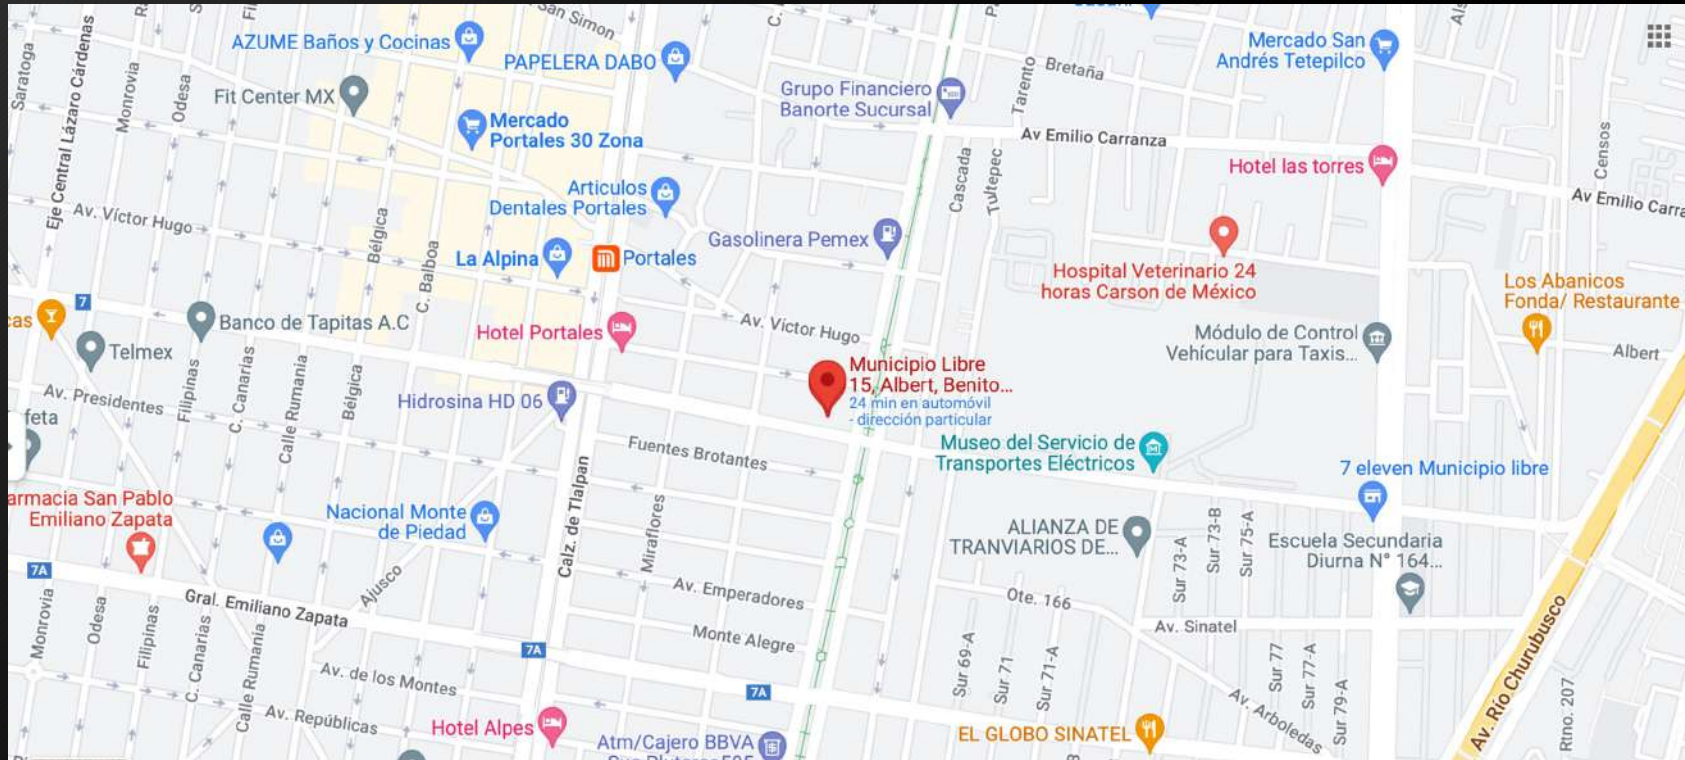 San Simon
AZUME Baños y Cocinas
PAPELERA DABO
Fit Center MX
Mercado
Portales 30 Zona
Grupo Financiero
Banorte Sucursal
Mercado San
Andrés Tetepilco
Bretaña
Tarento
Av Emilio Carranza
Hotel las torres
Censos
Saratoga
Eje Central Lázaro Cárdenas
Monrovia
Odesa
Articulos
Dentales Portales
Cascada
Tultepec
Av Emilio Carra
Av. Víctor Hugo
Bélgica
C. Balboa
La Alpina
Portales
Gasolinera Pemex
Hospital Veterinario 24
horas Carson de México
Los Abanicos
Fonda/ Restaurante
7
cas
Banco de Tapitas A.C
Telmex
Hotel Portales
Av. Victor Hugo
Módulo de Control
Vehícular para Taxis...
Albert
Municipio Libre
15, Albert, Benito...
24 min en automóvil
- dirección particular
Av. Presidentes
Filipinas
C. Canarias
Calle Rumania
Bélgica
Hidrosina HD 06
feta
Fuentes Brotantes
Museo del Servicio de
Transportes Eléctricos
7 eleven Municipio libre
armacia San Pablo
Emiliano Zapata
Nacional Monte
de Piedad
Calz. de Tlalpan
Miraflores
ALIANZA DE
TRANVIARIOS DE...
Sur 73-A
Sur 73-B
Sur 75-A
Escuela Secundaria
Diurna N° 164...
7A
Gral. Emiliano Zapata
Ajusco
Av. Emperadores
Ote. 166
Monrovia
Odesa
Filipinas
C. Canarias
Calle Rumania
Monte Alegre
Av. Sinatel
7A
Av. de los Montes
7A
Sur 69-A
Sur 71
Sur 71-A
Sur 77
Sur 77-A
Sur 79-A
Av. Arboledas
Av. Río Churubusco
Rtno. 207
Av. Repúblicas
Hotel Alpes
Atm/Cajero BBVA
EL GLOBO SINATEL